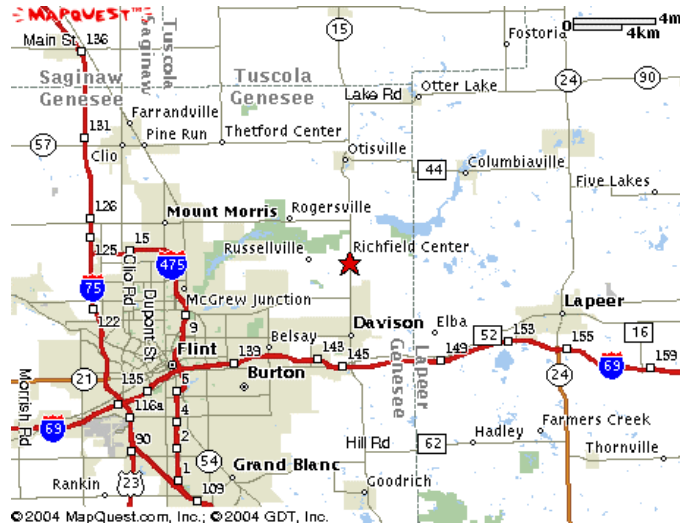 MAPQUEST™
Main St
136
Saginaw
Tuscola
15
Fostoria
0
4m
4km
Saginaw
Genesee
Tuscola
Genesee
24
90
Lake Rd
Otter Lake
131
Farrandville
57
Pine Run
Thetford Center
Clio
Otisville
44
Columbiaville
Five Lakes
126
Mount Morris
Rogersville
125
15
Russellville
Richfield Center
475
75
Clio Rd
Dupont St
McGrew Junction
122
9
Lapeer
Davison
Elba
52
153
16
Belsay
Flint
139
143
145
149
155
159
69
Genesee
Lapeer
21
135
5
Burton
24
Morrish Rd
116a
4
69
90
2
Hill Rd
62
Hadley
Farmers Creek
Thornville
54
Grand Blanc
1
Rankin
23
109
Goodrich
©2004 MapQuest.com, Inc.; ©2004 GDT, Inc.